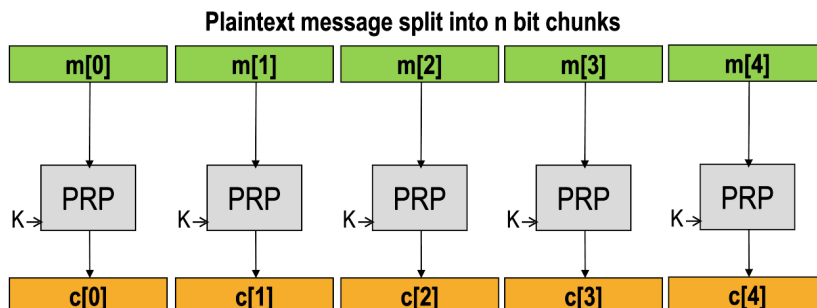 Plaintext message split into n bit chunks
m[0] m[1] m[2] m[3] m[4]
PRP PRP PRP PRP PRP
K K K K K
c[0] c[1] c[2] c[3] c[4]